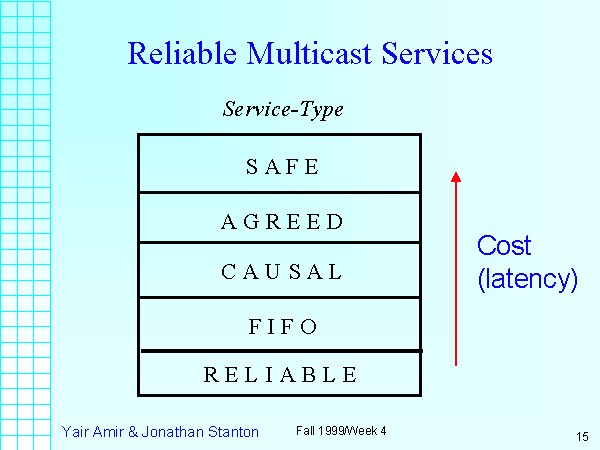 Reliable Multicast Services
Service-Type
SAFE
AGREED
CAUSAL
FIFO
RELIABLE
Cost
(latency)
Yair Amir & Jonathan Stanton
Fall 1999/Week 4
15